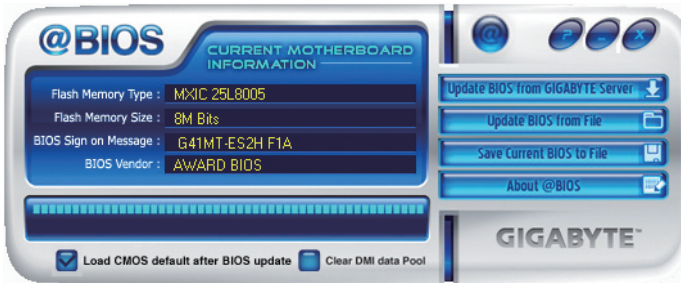 @BIOS
CURRENT MOTHERBOARD
INFORMATION
Flash Memory Type : MXIC 25L8005
Flash Memory Size : 8M Bits
BIOS Sign on Message : G41MT-ES2H F1A
BIOS Vendor : AWARD BIOS
Load CMOS default after BIOS update
Clear DMI data Pool
@
? _ X
Update BIOS from GIGABYTE Server
Update BIOS from File
Save Current BIOS to File
About @BIOS
GIGABYTE™